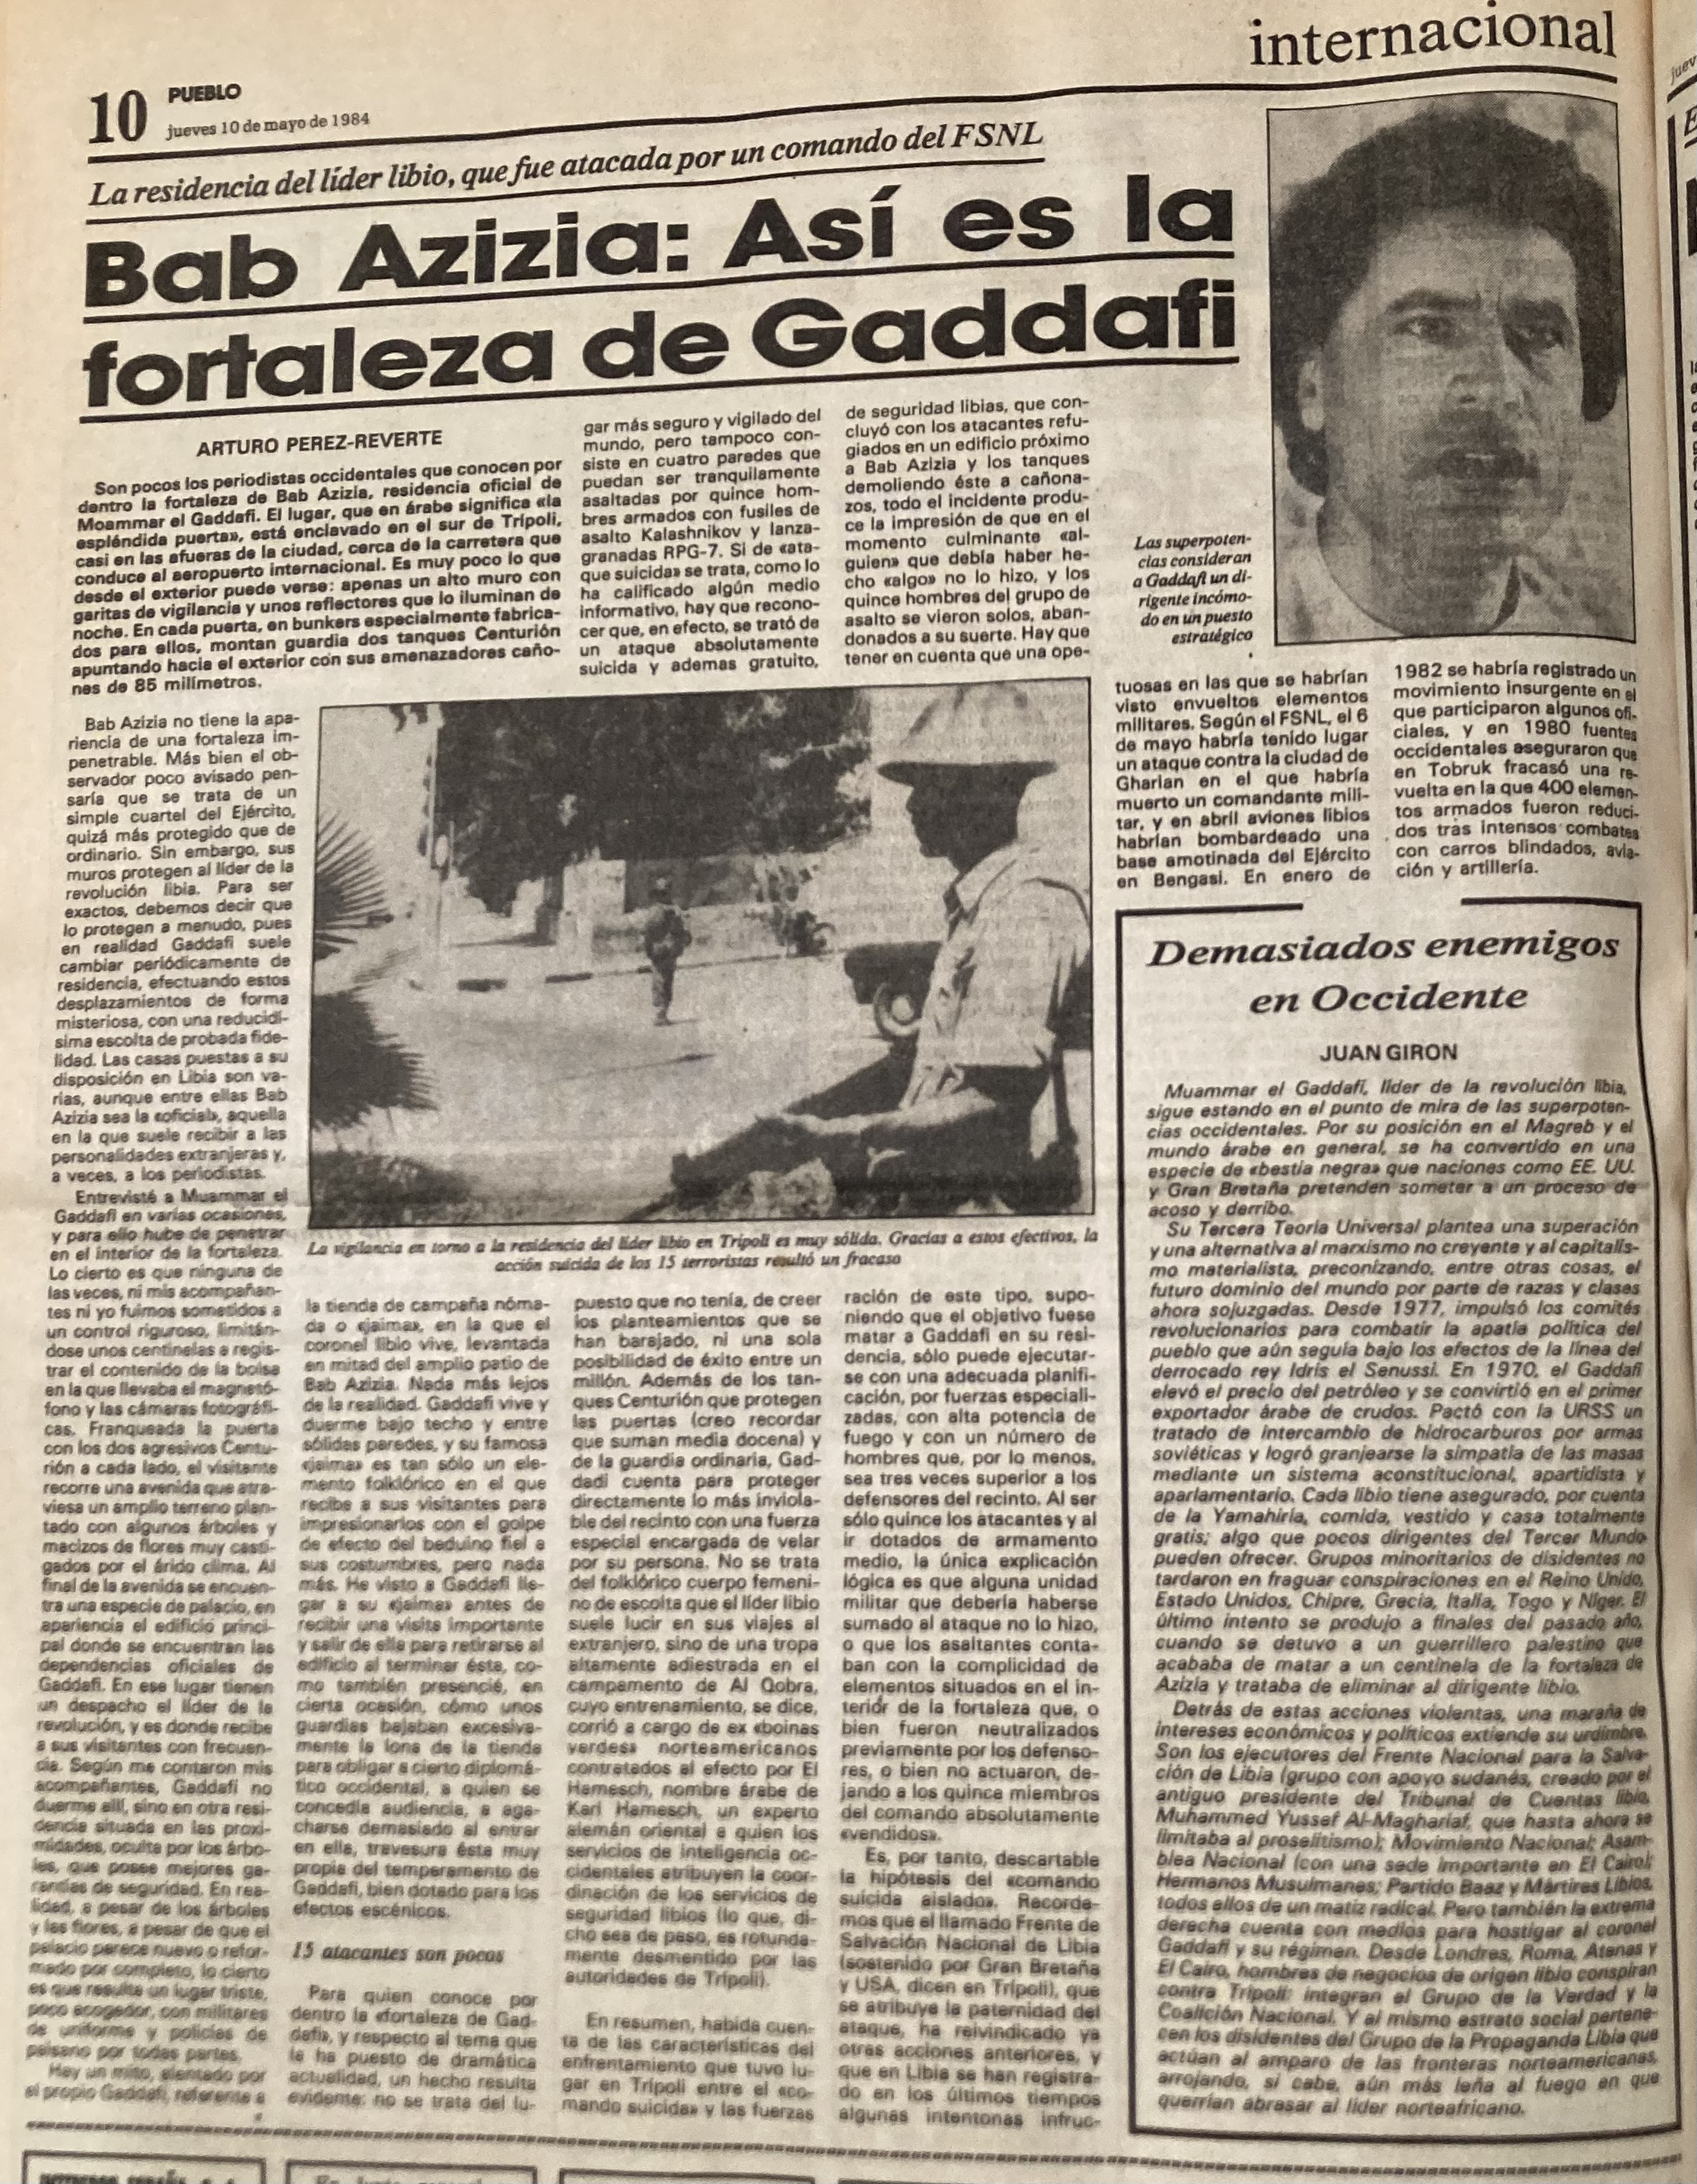 internacional
10 PUEBLO
jueves 10 de mayo de 1984
La residencia del líder libio, que fue atacada por un comando del FSNL
Bab Azizia: Así es la
fortaleza de Gaddafi
ARTURO PEREZ-REVERTE
Son pocos los periodistas occidentales que conocen por
dentro la fortaleza de Bab Azizia, residencia oficial de
Moammar el Gaddafi. El lugar, que en árabe significa «la
espléndida puerta», está enclavado en el sur de Trípoli,
casi en las afueras de la ciudad, cerca de la carretera que
conduce al aeropuerto internacional. Es muy poco lo que
desde el exterior puede verse: apenas un alto muro con
garitas de vigilancia y unos reflectores que lo iluminan de
noche. En cada puerta, en bunkers especialmente fabrica-
dos para ellos, montan guardia dos tanques Centurión
apuntando hacia el exterior con sus amenazadores caño-
nes de 85 milímetros.
Bab Azizia no tiene la apa-
riencia de una fortaleza im-
penetrable. Más bien el ob-
servador poco avisado pen-
saría que se trata de un
simple cuartel del Ejército,
quizá más protegido que de
ordinario. Sin embargo, sus
muros protegen al líder de la
revolución libia. Para ser
exactos, debemos decir que
lo protegen a menudo, pues
en realidad Gaddafi suele
cambiar periódicamente de
residencia, efectuando estos
desplazamientos de forma
misteriosa, con una reducidí-
sima escolta de probada fide-
lidad. Las casas puestas a su
disposición en Libia son va-
rias, aunque entre ellas Bab
Azizia sea la «oficial», aquella
en la que suele recibir a las
personalidades extranjeras y,
a veces, a los periodistas.
Entrevisté a Muammar el
Gaddafi en varias ocasiones,
y para ello hube de penetrar
en el interior de la fortaleza.
Lo cierto es que ninguna de
las veces, ni mis acompañan-
tes ni yo fuimos sometidos a
un control riguroso, limitán-
dose unos centinelas a regis-
trar el contenido de la bolsa
en la que llevaba el magnetó-
fono y las cámaras fotográfi-
cas. Franqueada la puerta
con los dos agresivos Centu-
rión a cada lado, el visitante
recorre una avenida que atra-
viesa un amplio terreno plan-
tado con algunos árboles y
macizos de flores muy casti-
gados por el árido clima. Al
final de la avenida se encuen-
tra una especie de palacio, en
apariencia el edificio princi-
pal donde se encuentran las
dependencias oficiales de
Gaddafi. En ese lugar tienen
un despacho el líder de la
revolución, y es donde recibe
a sus visitantes con frecuen-
cia. Según me contaron mis
acompañantes, Gaddafi no
duerme allí, sino en otra resi-
dencia situada en las proxi-
midades, oculta por los árbo-
les, que posee mejores ga-
rantías de seguridad. En rea-
lidad, a pesar de los árboles
y las flores, a pesar de que el
palacio parece nuevo o refor-
mado por completo, lo cierto
es que resulta un lugar triste,
poco acogedor, con militares
de uniforme y policías de
paisano por todas partes.
Hay un mito, alentado por
el propio Gaddafi, referente a
la tienda de campaña nóma-
da o «jaima», en la que el
coronel libio vive, levantada
en mitad del amplio patio de
Bab Azizia. Nada más lejos
de la realidad. Gaddafi vive y
duerme bajo techo y entre
sólidas paredes, y su famosa
«jaima» es tan sólo un ele-
mento folklórico en el que
recibe a sus visitantes para
impresionarlos con el golpe
de efecto del beduino fiel a
sus costumbres, pero nada
más. He visto a Gaddafi lle-
gar a su «jaima» antes de
recibir una visita importante
y salir de ella para retirarse al
edificio al terminar ésta, co-
mo también presencié, en
cierta ocasión, cómo unos
guardias bajaban excesiva-
mente la lona de la tienda
para obligar a cierto diplomá-
tico occidental, a quien se
concedía audiencia, a aga-
charse demasiado al entrar
en ella, travesura ésta muy
propia del temperamento de
Gaddafi, bien dotado para los
efectos escénicos.
15 atacantes son pocos
Para quien conoce por
dentro la «fortaleza de Gad-
dafi», y respecto al tema que
la ha puesto de dramática
actualidad, un hecho resulta
evidente: no se trata del lu-
gar más seguro y vigilado del
mundo, pero tampoco con-
siste en cuatro paredes que
puedan ser tranquilamente
asaltadas por quince hom-
bres armados con fusiles de
asalto Kalashnikov y lanza-
granadas RPG-7. Si de «ata-
que suicida» se trata, como lo
ha calificado algún medio
informativo, hay que recono-
cer que, en efecto, se trató de
un ataque absolutamente
suicida y ademas gratuito,
puesto que no tenía, de creer
los planteamientos que se
han barajado, ni una sola
posibilidad de éxito entre un
millón. Además de los tan-
ques Centurión que protegen
las puertas (creo recordar
que suman media docena) y
de la guardia ordinaria, Gad-
dadi cuenta para proteger
directamente lo más inviola-
ble del recinto con una fuerza
especial encargada de velar
por su persona. No se trata
del folklórico cuerpo femeni-
no de escolta que el líder libio
suele lucir en sus viajes al
extranjero, sino de una tropa
altamente adiestrada en el
campamento de Al Qobra,
cuyo entrenamiento, se dice,
corrió a cargo de ex «boinas
verdes» norteamericanos
contratados al efecto por El
Hamesch, nombre árabe de
Karl Hamesch, un experto
alemán oriental a quien los
servicios de inteligencia oc-
cidentales atribuyen la coor-
dinación de los servicios de
seguridad libios (lo que, di-
cho sea de paso, es rotunda-
mente desmentido por las
autoridades de Trípoli).
En resumen, habida cuen-
ta de las características del
enfrentamiento que tuvo lu-
gar en Trípoli entre el «co-
mando suicida» y las fuerzas
de seguridad libias, que con-
cluyó con los atacantes refu-
giados en un edificio próximo
a Bab Azizia y los tanques
demoliendo éste a cañona-
zos, todo el incidente produ-
ce la impresión de que en el
momento culminante «al-
guien» que debía haber he-
cho «algo» no lo hizo, y los
quince hombres del grupo de
asalto se vieron solos, aban-
donados a su suerte. Hay que
tener en cuenta que una ope-
ración de este tipo, supo-
niendo que el objetivo fuese
matar a Gaddafi en su resi-
dencia, sólo puede ejecutar-
se con una adecuada planifi-
cación, por fuerzas especiali-
zadas, con alta potencia de
fuego y con un número de
hombres que, por lo menos,
sea tres veces superior a los
defensores del recinto. Al ser
sólo quince los atacantes y al
ir dotados de armamento
medio, la única explicación
lógica es que alguna unidad
militar que debería haberse
sumado al ataque no lo hizo,
o que los asaltantes conta-
ban con la complicidad de
elementos situados en el in-
terior de la fortaleza que, o
bien fueron neutralizados
previamente por los defenso-
res, o bien no actuaron, de-
jando a los quince miembros
del comando absolutamente
«vendidos».
Es, por tanto, descartable
la hipótesis del «comando
suicida aislado». Recorde-
mos que el llamado Frente de
Salvación Nacional de Libia
(sostenido por Gran Bretaña
y USA, dicen en Trípoli), que
se atribuye la paternidad del
ataque, ha reivindicado ya
otras acciones anteriores, y
que en Libia se han registra-
do en los últimos tiempos
algunas intentonas infruc-
tuosas en las que se habrían
visto envueltos elementos
militares. Según el FSNL, el 6
de mayo habría tenido lugar
un ataque contra la ciudad de
Gharian en el que habría
muerto un comandante mili-
tar, y en abril aviones libios
habrían bombardeado una
base amotinada del Ejército
en Bengasi. En enero de
1982 se habría registrado un
movimiento insurgente en el
que participaron algunos ofi-
ciales, y en 1980 fuentes
occidentales aseguraron que
en Tobruk fracasó una re-
vuelta en la que 400 elemen-
tos armados fueron reduci-
dos tras intensos combates
con carros blindados, avia-
ción y artillería.
Las superpoten-
cias consideran
a Gaddafi un di-
rigente incómo-
do en un puesto
estratégico
La vigilancia en torno a la residencia del líder libio en Trípoli es muy sólida. Gracias a estos efectivos, la
acción suicida de los 15 terroristas resultó un fracaso
Demasiados enemigos
en Occidente
JUAN GIRON
Muammar el Gaddafi, líder de la revolución libia,
sigue estando en el punto de mira de las superpoten-
cias occidentales. Por su posición en el Magreb y el
mundo árabe en general, se ha convertido en una
especie de «bestia negra» que naciones como EE. UU.
y Gran Bretaña pretenden someter a un proceso de
acoso y derribo.
Su Tercera Teoría Universal plantea una superación
y una alternativa al marxismo no creyente y al capitalis-
mo materialista, preconizando, entre otras cosas, el
futuro dominio del mundo por parte de razas y clases
ahora sojuzgadas. Desde 1977, impulsó los comités
revolucionarios para combatir la apatía política del
pueblo que aún seguía bajo los efectos de la línea del
derrocado rey Idris el Senussi. En 1970, el Gaddafi
elevó el precio del petróleo y se convirtió en el primer
exportador árabe de crudos. Pactó con la URSS un
tratado de intercambio de hidrocarburos por armas
soviéticas y logró granjearse la simpatía de las masas
mediante un sistema aconstitucional, apartidista y
aparlamentario. Cada libio tiene asegurado, por cuenta
de la Yamahiria, comida, vestido y casa totalmente
gratis; algo que pocos dirigentes del Tercer Mundo
pueden ofrecer. Grupos minoritarios de disidentes no
tardaron en fraguar conspiraciones en el Reino Unido,
Estado Unidos, Chipre, Grecia, Italia, Togo y Níger. El
último intento se produjo a finales del pasado año,
cuando se detuvo a un guerrillero palestino que
acababa de matar a un centinela de la fortaleza de
Azizia y trataba de eliminar al dirigente libio.
Detrás de estas acciones violentas, una maraña de
intereses económicos y políticos extiende su urdimbre.
Son los ejecutores del Frente Nacional para la Salva-
ción de Libia (grupo con apoyo sudanés, creado por el
antiguo presidente del Tribunal de Cuentas libio,
Muhammed Yussef Al-Maghariaf, que hasta ahora se
limitaba al proselitismo); Movimiento Nacional; Asam-
blea Nacional (con una sede importante en El Cairo);
Hermanos Musulmanes; Partido Baaz y Mártires Libios,
todos ellos de un matiz radical. Pero también la extrema
derecha cuenta con medios para hostigar al coronel
Gaddafi y su régimen. Desde Londres, Roma, Atenas y
El Cairo, hombres de negocios de origen libio conspiran
contra Trípoli: integran el Grupo de la Verdad y la
Coalición Nacional. Y al mismo estrato social pertene-
cen los disidentes del Grupo de la Propaganda Libia que
actúan al amparo de las fronteras norteamericanas,
arrojando, si cabe, aún más leña al fuego en que
querrían abrasar al líder norteafricano.